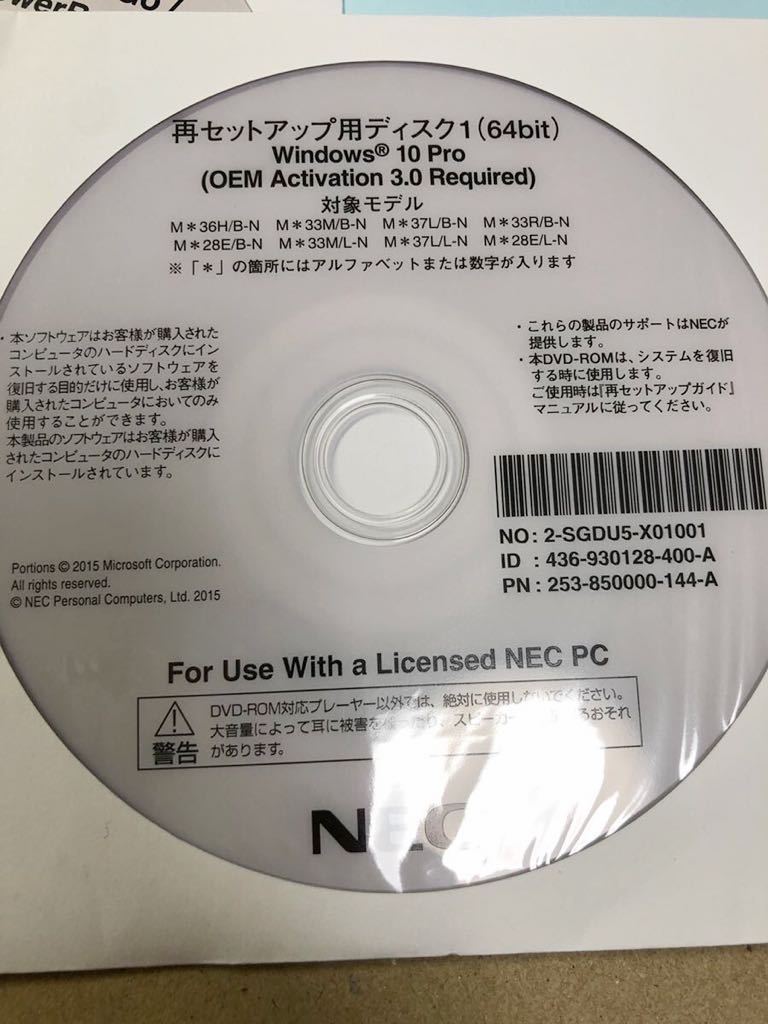 再セットアップ用ディスク1(64bit)
Windows® 10 Pro
(OEM Activation 3.0 Required)
対象モデル
M＊36H/B-N M＊33M/B-N M＊37L/B-N M＊33R/B-N
M＊28E/B-N M＊33M/L-N M＊37L/L-N M＊28E/L-N
※「＊」の箇所にはアルファベットまたは数字が入ります
・本ソフトウェアはお客様が購入された
コンピュータのハードディスクにイン
ストールされているソフトウェアを
復旧する目的だけに使用し、お客様が
購入されたコンピュータにおいてのみ
使用することができます。
本製品のソフトウェアはお客様が購入
されたコンピュータのハードディスクに
インストールされています。
・これらの製品のサポートはNECが
提供します。
・本DVD-ROMは、システムを復旧
する時に使用します。
ご使用時は『再セットアップガイド』
マニュアルに従ってください。
NO: 2-SGDU5-X01001
ID : 436-930128-400-A
PN: 253-850000-144-A
Portions © 2015 Microsoft Corporation.
All rights reserved.
© NEC Personal Computers, Ltd. 2015
For Use With a Licensed NEC PC
警告
DVD-ROM対応プレーヤー以外では、絶対に使用しないでください。
大音量によって耳に被害を ったり、スピーカー るおそれ
があります。
NEC